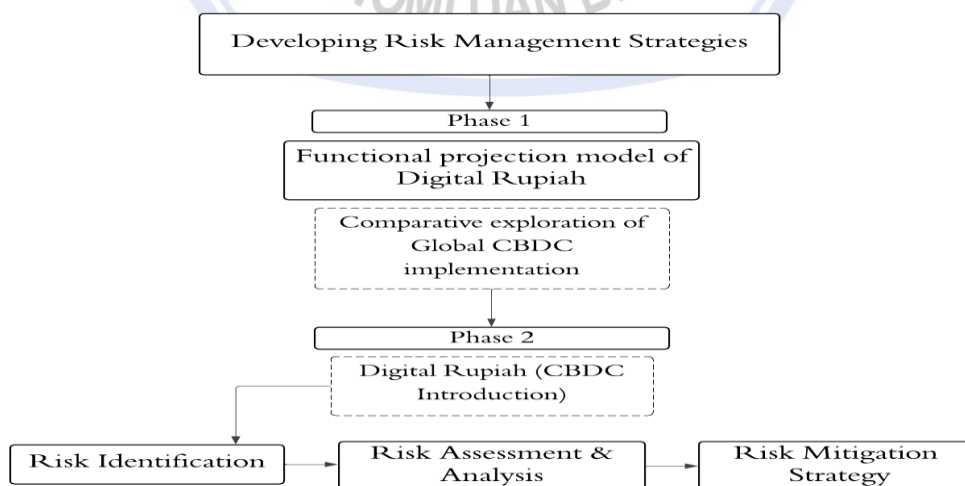 Developing Risk Management Strategies
Phase 1
Functional projection model of
Digital Rupiah
Comparative exploration of
Global CBDC
implementation
Phase 2
Digital Rupiah (CBDC
Introduction)
Risk Identification
Risk Assessment &
Analysis
Risk Mitigation
Strategy